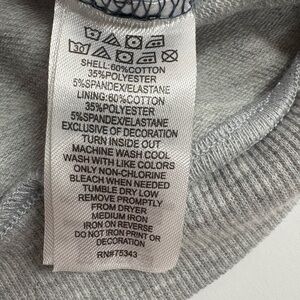 30
SHELL:60%COTTON
35%POLYESTER
5%SPANDEX/ELASTANE
LINING:60%COTTON
35%POLYESTER
5%SPANDEX/ELASTANE
EXCLUSIVE OF DECORATION
TURN INSIDE OUT
MACHINE WASH COOL
WASH WITH LIKE COLORS
ONLY NON-CHLORINE
BLEACH WHEN NEEDED
TUMBLE DRY LOW
REMOVE PROMPTLY
FROM DRYER
MEDIUM IRON
IRON ON REVERSE
DO NOT IRON PRINT OR
DECORATION
RN#75343